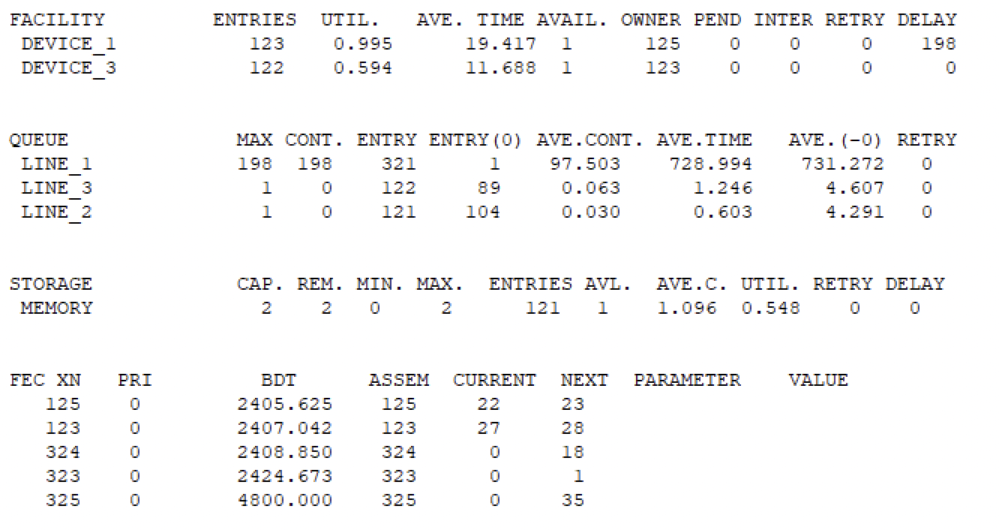 FACILITY ENTRIES UTIL. AVE. TIME AVAIL. OWNER PEND INTER RETRY DELAY
DEVICE_1 123 0.995 19.417 1 125 0 0 0 198
DEVICE_3 122 0.594 11.688 1 123 0 0 0 0
QUEUE MAX CONT. ENTRY ENTRY(0) AVE.CONT. AVE.TIME AVE.(-0) RETRY
LINE_1 198 198 321 1 97.503 728.994 731.272 0
LINE_3 1 0 122 89 0.063 1.246 4.607 0
LINE_2 1 0 121 104 0.030 0.603 4.291 0
STORAGE CAP. REM. MIN. MAX. ENTRIES AVL. AVE.C. UTIL. RETRY DELAY
MEMORY 2 2 0 2 121 1 1.096 0.548 0 0
FEC XN PRI BDT ASSEM CURRENT NEXT PARAMETER VALUE
125 0 2405.625 125 22 23
123 0 2407.042 123 27 28
324 0 2408.850 324 0 18
323 0 2424.673 323 0 1
325 0 4800.000 325 0 35